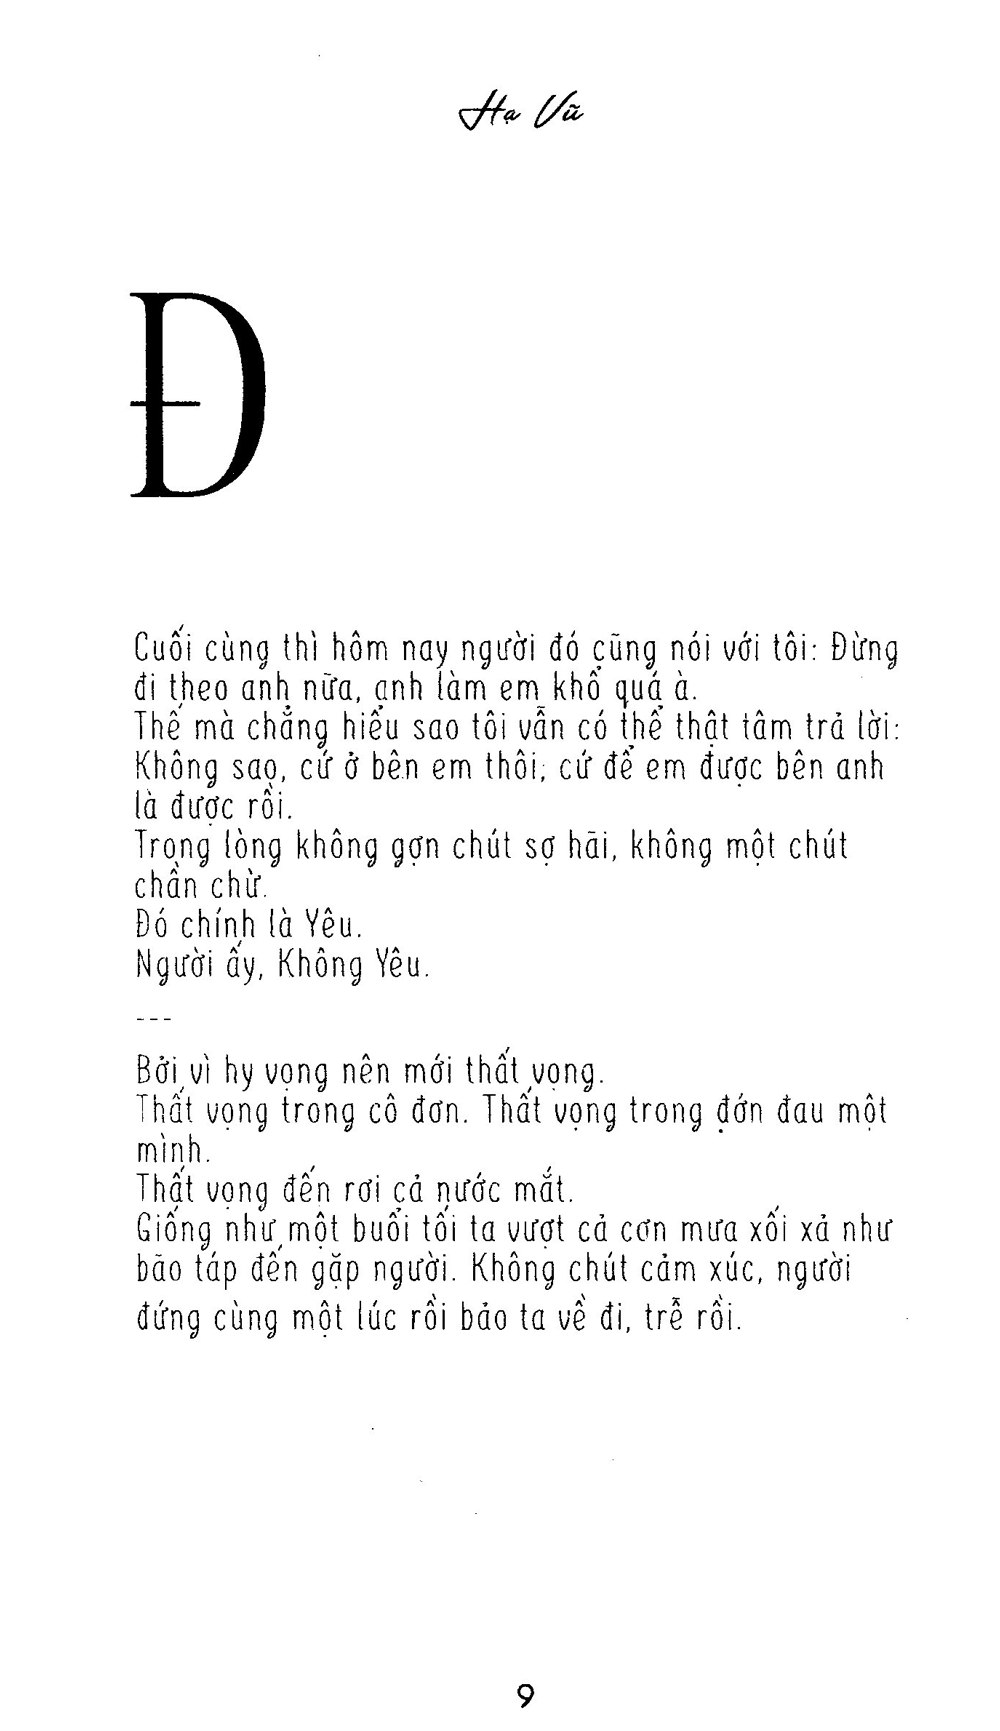 Hạ Vũ
Đ
Cuối cùng thì hôm nay người đó cũng nói với tôi: Đừng
đi theo anh nữa, anh làm em khổ quá à.
Thế mà chẳng hiểu sao tôi vẫn có thể thật tâm trả lời:
Không sao, cứ ở bên em thôi; cứ để em được bên anh
là được rồi.
Trong lòng không gợn chút sợ hãi, không một chút
chần chừ.
Đó chính là Yêu.
Người ấy, Không Yêu.
---
Bởi vì hy vọng nên mới thất vọng.
Thất vọng trong cô đơn. Thất vọng trong đớn đau một
mình.
Thất vọng đến rơi cả nước mắt.
Giống như một buổi tối ta vượt cả cơn mưa xối xả như
bão táp đến gặp người. Không chút cảm xúc, người
đứng cùng một lúc rồi bảo ta về đi, trễ rồi.
9